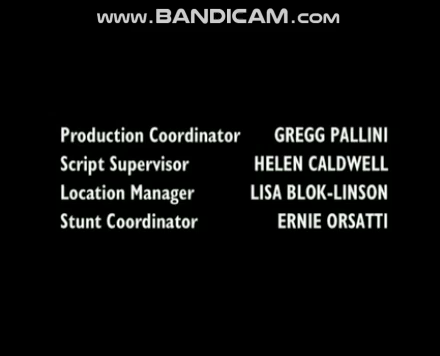 www.BANDICAM.com
Production Coordinator GREGG PALLINI
Script Supervisor HELEN CALDWELL
Location Manager LISA BLOK-LINSON
Stunt Coordinator ERNIE ORSATTI